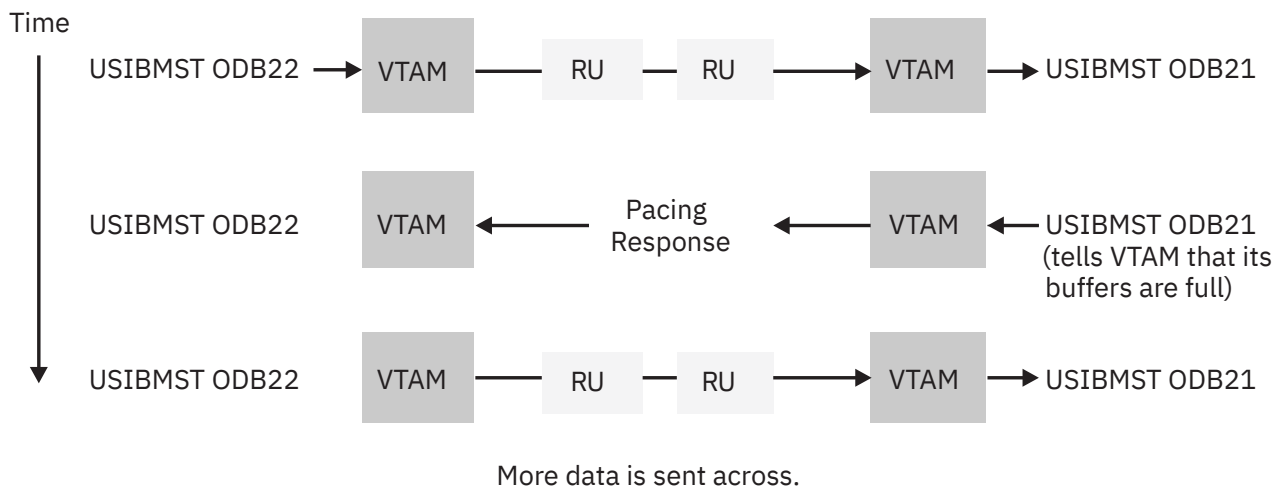 Time
USIBMST ODB22 VTAM RU RU VTAM USIBMST ODB21
USIBMST ODB22 VTAM Pacing Response VTAM USIBMST ODB21
(tells VTAM that its
buffers are full)
USIBMST ODB22 VTAM RU RU VTAM USIBMST ODB21
More data is sent across.